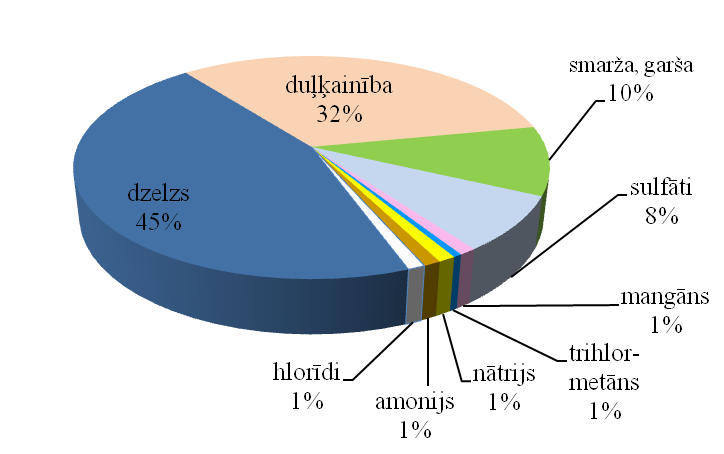 duļķainība
32%
smarža, garša
10%
sulfāti
8%
mangāns
1%
trihlor-
metāns
1%
nātrijs
1%
amonijs
1%
hlorīdi
1%
dzelzs
45%